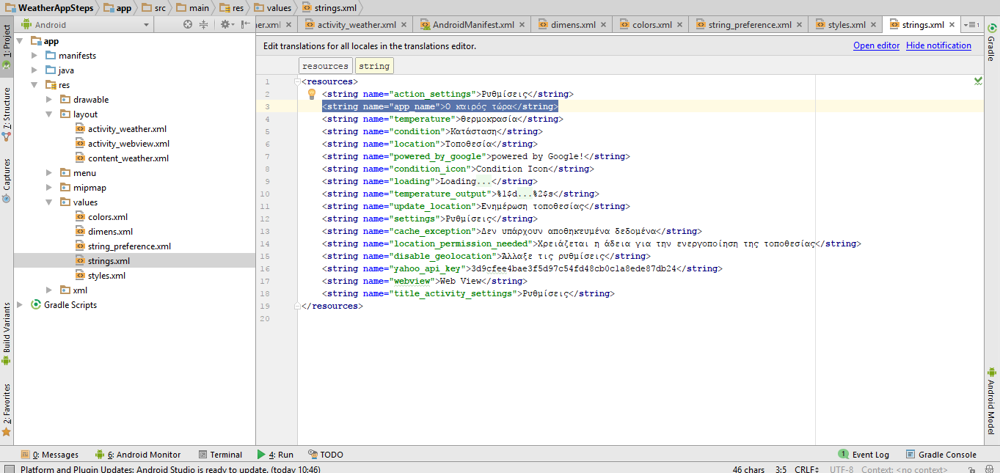 WeatherAppSteps app src main res values strings.xml
Android
er.xml activity_weather.xml AndroidManifest.xml dimens.xml colors.xml string_preference.xml styles.xml strings.xml 1
1: Project
7: Structure
Captures
Build Variants
2: Favorites
app
manifests
java
res
drawable
layout
activity_weather.xml
activity_webview.xml
content_weather.xml
menu
mipmap
values
colors.xml
dimens.xml
string_preference.xml
strings.xml
styles.xml
xml
Gradle Scripts
Edit translations for all locales in the translations editor. Open editor Hide notification
resources string
1 <resources>
2 <string name="action_settings">Ρυθμίσεις</string>
3 <string name="app_name">Ο καιρός τώρα</string>
4 <string name="temperature">Θερμοκρασία</string>
5 <string name="condition">Κατάσταση</string>
6 <string name="location">Τοποθεσία</string>
7 <string name="powered_by_google">powered by Google!</string>
8 <string name="condition_icon">Condition Icon</string>
9 <string name="loading">Loading...</string>
10 <string name="temperature_output">%1$d...%2$s</string>
11 <string name="update_location">Ενημέρωση τοποθεσίας</string>
12 <string name="settings">Ρυθμίσεις</string>
13 <string name="cache_exception">Δεν υπάρχουν αποθηκευμένα δεδομένα</string>
14 <string name="location_permission_needed">Χρειάζεται η άδεια για την ενεργοποίηση της τοποθεσίας</string>
15 <string name="disable_geolocation">Άλλαξε τις ρυθμίσεις</string>
16 <string name="yahoo_api_key">3d9cfee4bae3f5d97c54fd48cb0c1a8ede87db24</string>
17 <string name="webview">Web View</string>
18 <string name="title_activity_settings">Ρυθμίσεις</string>
19 </resources>
20
Gradle
Android Model
0: Messages 6: Android Monitor Terminal 4: Run TODO 1 Event Log Gradle Console
Platform and Plugin Updates: Android Studio is ready to update. (today 10:46) 46 chars 3:5 CRLF UTF-8 Context: <no context>